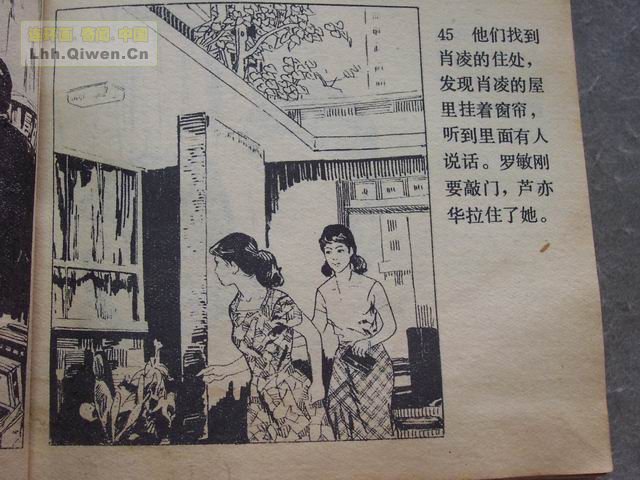 连环画.香闻.中国
Lhh.Qiwen.Cn
45 他们找到
肖凌的住处,
发现肖凌的屋
里挂着窗帘,
听到里面有人
说话。罗敏刚
要敲门,芦亦
华拉住了她。